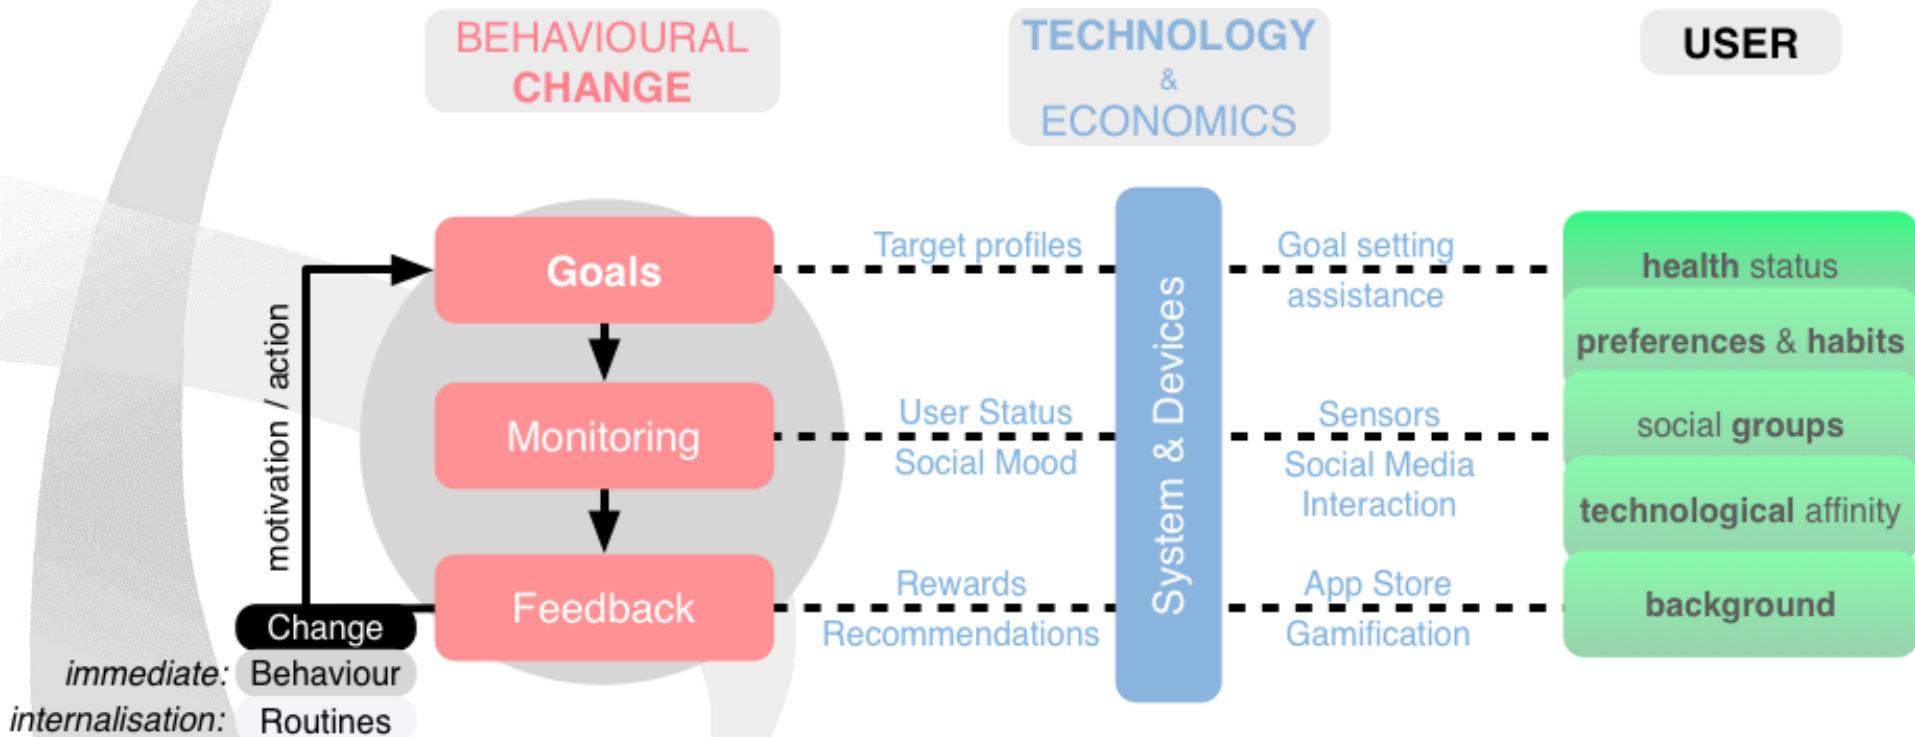 BEHAVIOURAL
CHANGE
TECHNOLOGY
&
ECONOMICS
USER
motivation / action
Goals
Monitoring
Feedback
Change
immediate: Behaviour
internalisation: Routines
Target profiles
User Status
Social Mood
Rewards
Recommendations
System & Devices
Goal setting
assistance
Sensors
Social Media
Interaction
App Store
Gamification
health status
preferences & habits
social groups
technological affinity
background